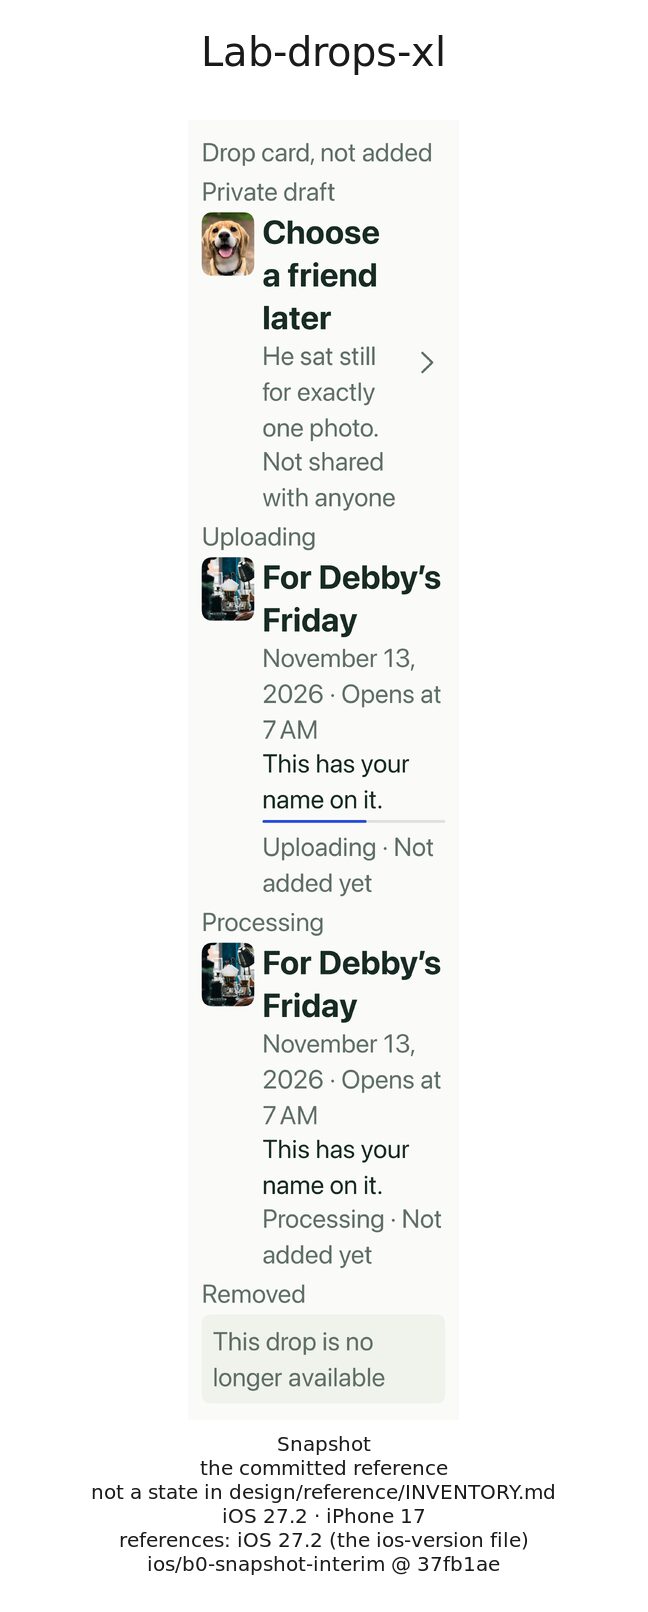 Lab-drops-xl
Drop card, not added
Private draft
Choose
a friend
later
He sat still
for exactly
one photo.
Not shared
with anyone
Uploading
For Debby’s
Friday
November 13,
2026 · Opens at
7 AM
This has your
name on it.
Uploading · Not
added yet
Processing
For Debby’s
Friday
November 13,
2026 · Opens at
7 AM
This has your
name on it.
Processing · Not
added yet
Removed
This drop is no
longer available
Snapshot
the committed reference
not a state in design/reference/INVENTORY.md
iOS 27.2 · iPhone 17
references: iOS 27.2 (the ios-version file)
ios/b0-snapshot-interim @ 37fb1ae